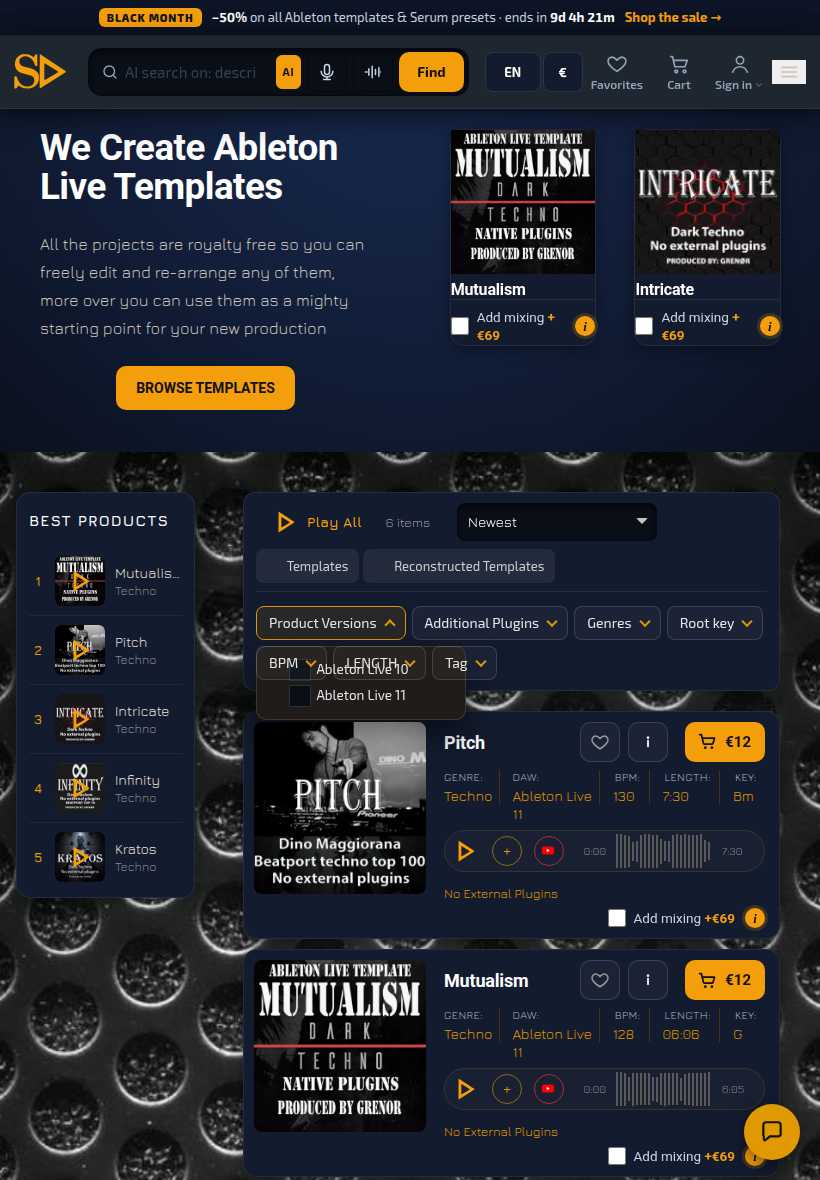 BLACK MONTH –50% on all Ableton templates & Serum presets · ends in 9d 4h 21m Shop the sale →
S
AI search on: descri AI Find EN € Favorites Cart Sign in
We Create Ableton
Live Templates
All the projects are royalty free so you can
freely edit and re-arrange any of them,
more over you can use them as a mighty
starting point for your new production
BROWSE TEMPLATES
ABLETON LIVE TEMPLATE
MUTUALISM
DARK
TECHNO
NATIVE PLUGINS
PRODUCED BY GRENOR
Mutualism
Add mixing +
€69
i
INTRICATE
Dark Techno
No external plugins
PRODUCED BY: GRENØR
Intricate
Add mixing +
€69
i
BEST PRODUCTS
1 Mutualis...
Techno
2 Pitch
Techno
3 Intricate
Techno
4 Infinity
Techno
5 Kratos
Techno
Play All 6 items Newest
Templates Reconstructed Templates
Product Versions Additional Plugins Genres Root key
BPM LENGTH Tag
Ableton Live 10
Ableton Live 11
PITCH
Dino Maggiorana
Beatport techno top 100
No external plugins
Pitch i €12
GENRE: DAW: BPM: LENGTH: KEY:
Techno Ableton Live 130 7:30 Bm
11
+ 0:00 7:30
No External Plugins
Add mixing +€69 i
ABLETON LIVE TEMPLATE
MUTUALISM
DARK
TECHNO
NATIVE PLUGINS
PRODUCED BY GRENOR
Mutualism i €12
GENRE: DAW: BPM: LENGTH: KEY:
Techno Ableton Live 128 06:06 G
11
+ 0:00 6:05
No External Plugins
Add mixing +€69